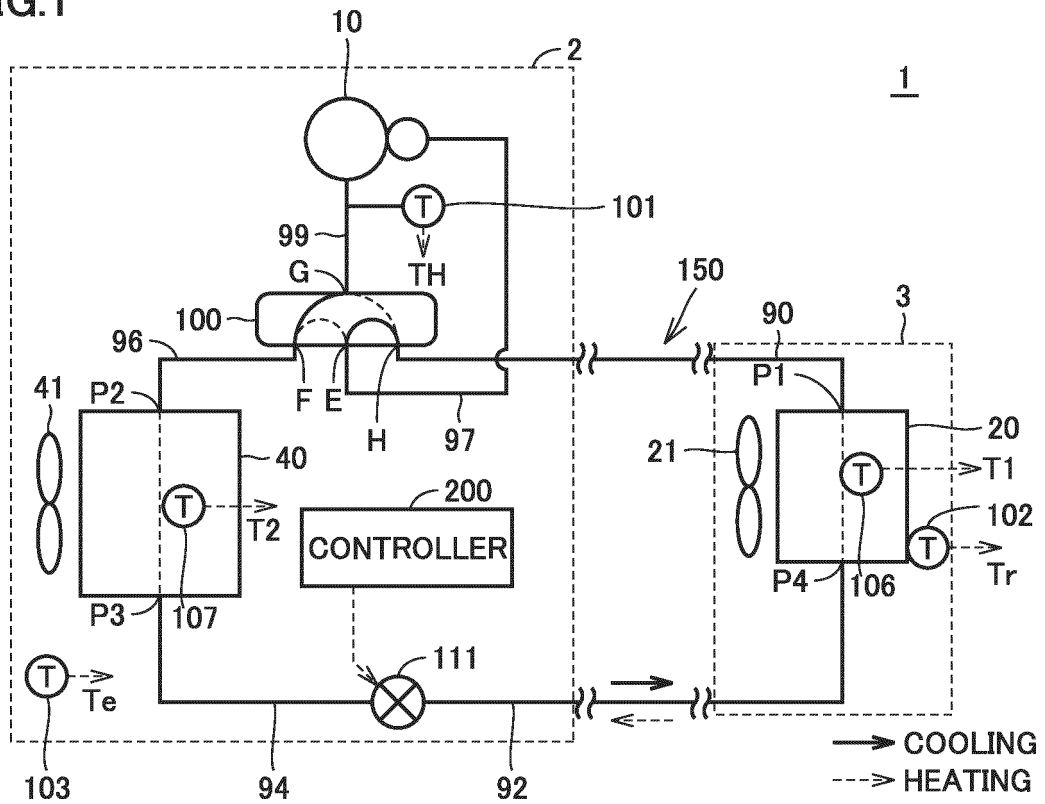 FIG.1
10
2
1
T
101
99
TH
G
150
100
90
3
96
P1
F
E
P2
41
H
97
20
21
40
T
T1
200
102
T
T2
CONTROLLER
T
P4
106
Tr
P3
107
111
T
Te
COOLING
103
94
92
HEATING